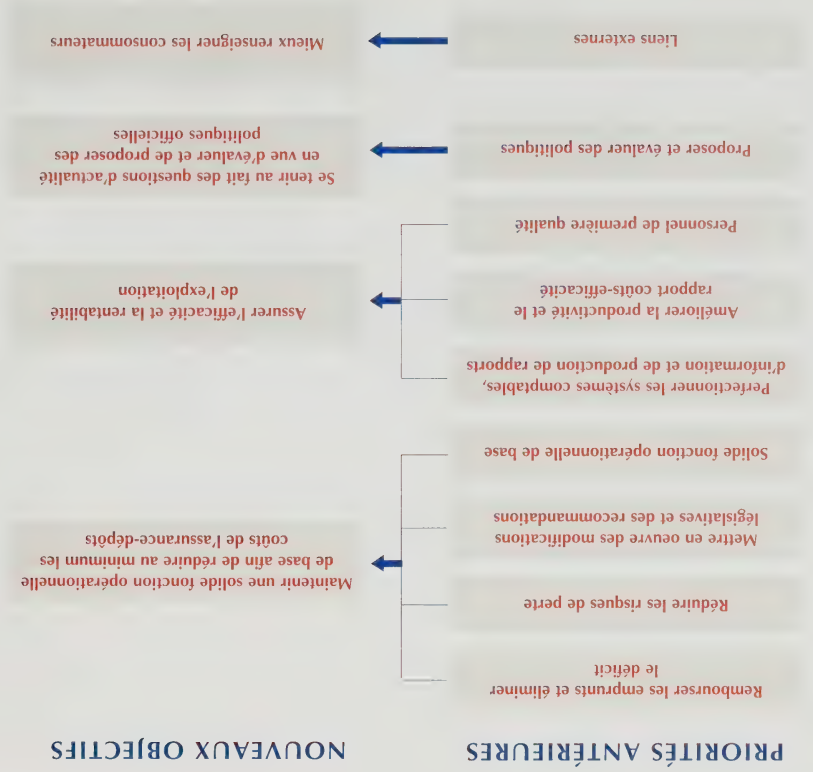 PRIORITÉS ANTÉRIEURES
NOUVEAUX OBJECTIFS
Rembourser les emprunts et éliminer
le déficit
Réduire les risques de perte
Mettre en oeuvre des modifications
législatives et des recommandations
Solide fonction opérationnelle de base
Maintenir une solide fonction opérationnelle
de base afin de réduire au minimum les
coûts de l'assurance-dépôts
Perfectionner les systèmes comptables,
d'information et de production de rapports
Améliorer la productivité et le
rapport coûts-efficacité
Personnel de première qualité
Assurer l'efficacité et la rentabilité
de l'exploitation
Proposer et évaluer des politiques
Se tenir au fait des questions d'actualité
en vue d'évaluer et de proposer des
politiques officielles
Liens externes
Mieux renseigner les consommateurs